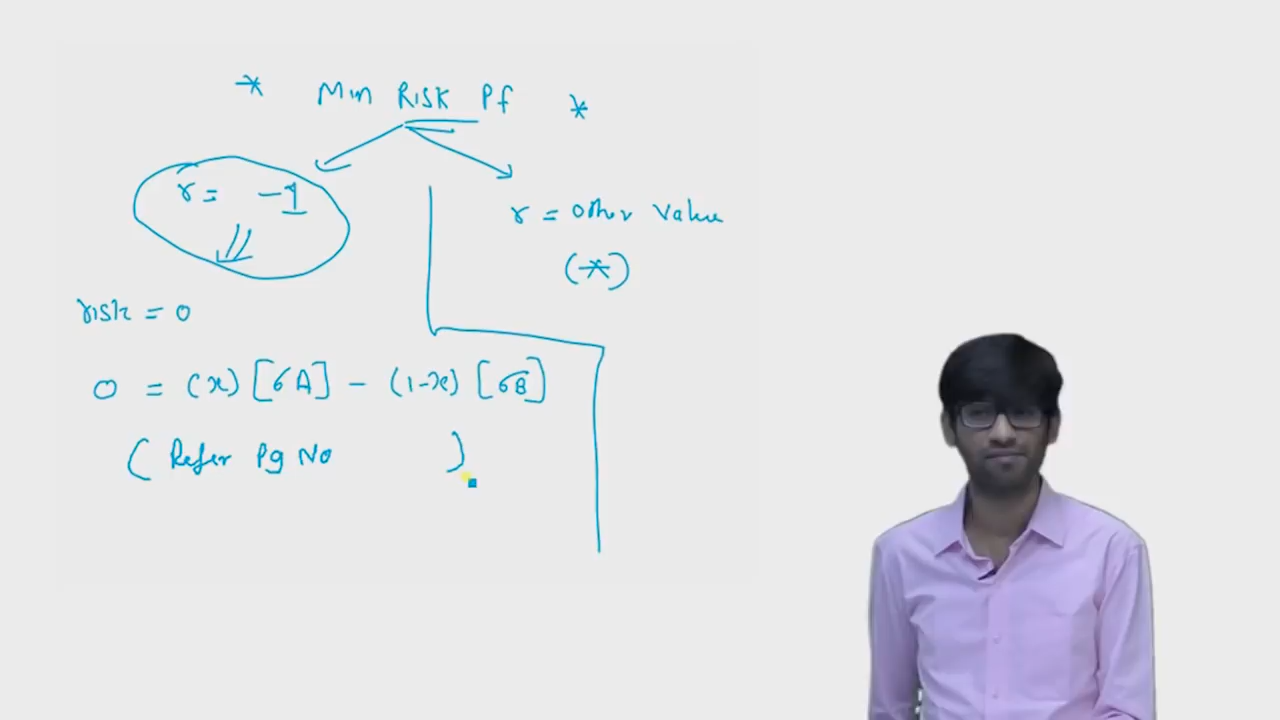 * Min Risk Pf *
r = -1
r = other value
(*)
risk = 0
0 = (x) [σA] - (1-x) [σB]
(Refer Pg No )